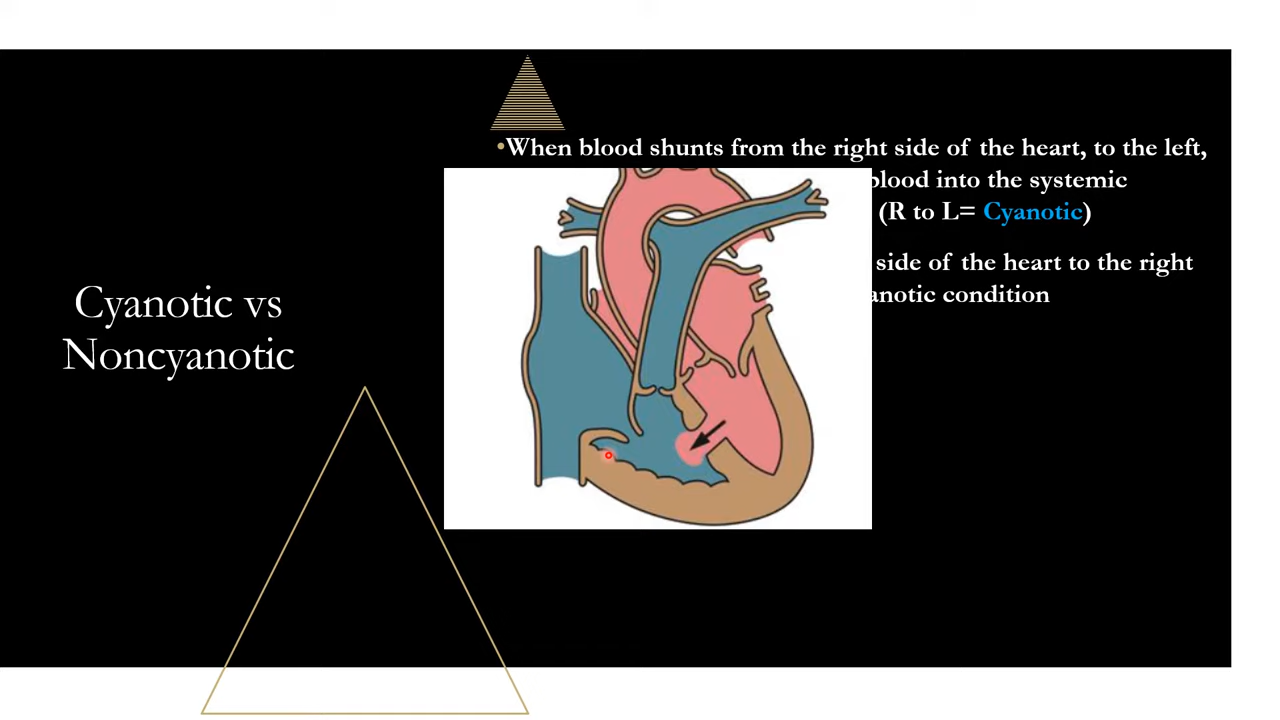 Cyanotic vs
Noncyanotic
•When blood shunts from the right side of the heart, to the left,
blood into the systemic
(R to L= Cyanotic)
side of the heart to the right
condition